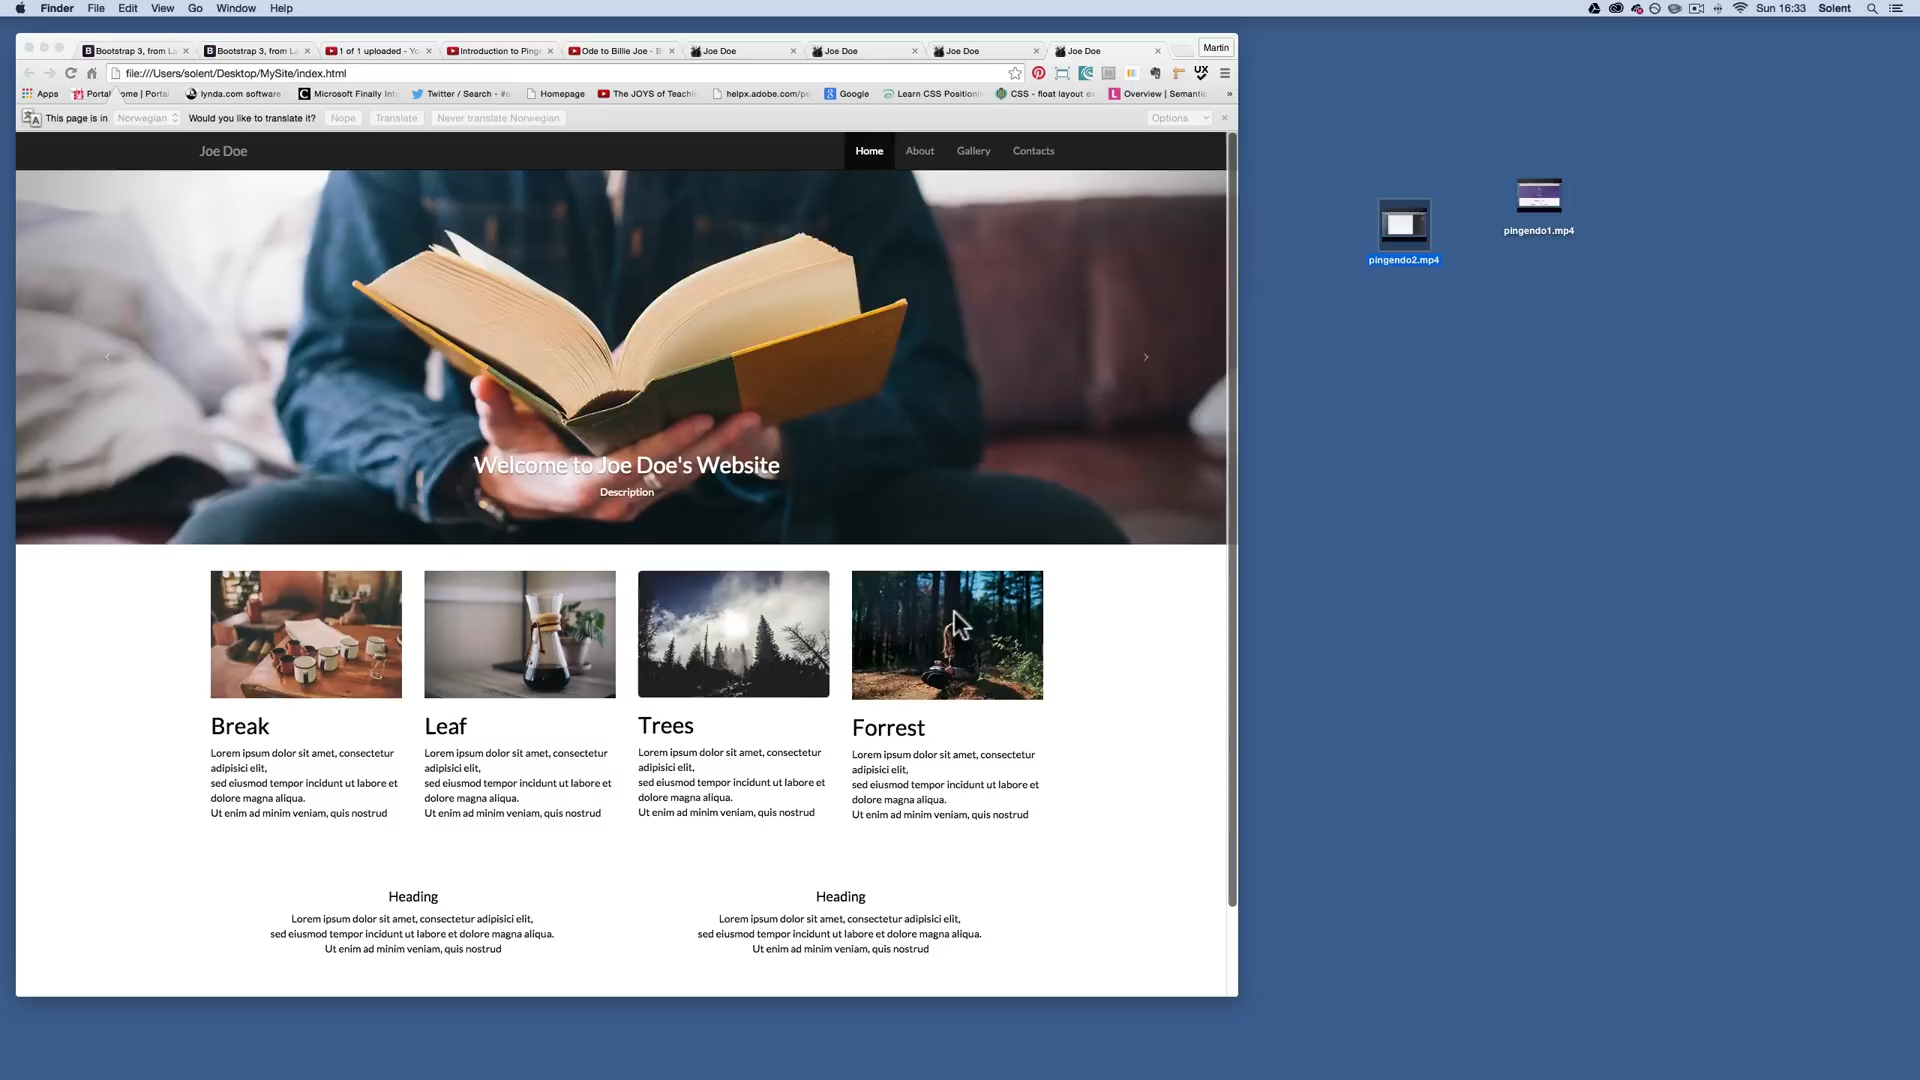 Finder File Edit View Go Window Help
Sun 16:33 Solent
Bootstrap 3, from La
Bootstrap 3, from La
1 of 1 uploaded - Yo
Introduction to Ping
Ode to Billie Joe - B
Joe Doe
Joe Doe
Joe Doe
Joe Doe
Martin
file:///Users/solent/Desktop/MySite/index.html
UX
Apps
Portal
ome | Portal
lynda.com software
Microsoft Finally Intr
Twitter / Search - #o
Homepage
The JOYS of Teachi
helpx.adobe.com/po
Google
Learn CSS Position
CSS - float layout ex
Overview | Semantic
»
This page is in Norwegian Would you like to translate it? Nope Translate Never translate Norwegian Options
Joe Doe
Home About Gallery Contacts
Welcome to Joe Doe's Website
Description
pingendo2.mp4
pingendo1.mp4
Break
Lorem ipsum dolor sit amet, consectetur
adipisici elit,
sed eiusmod tempor incidunt ut labore et
dolore magna aliqua.
Ut enim ad minim veniam, quis nostrud
Leaf
Lorem ipsum dolor sit amet, consectetur
adipisici elit,
sed eiusmod tempor incidunt ut labore et
dolore magna aliqua.
Ut enim ad minim veniam, quis nostrud
Trees
Lorem ipsum dolor sit amet, consectetur
adipisici elit,
sed eiusmod tempor incidunt ut labore et
dolore magna aliqua.
Ut enim ad minim veniam, quis nostrud
Forrest
Lorem ipsum dolor sit amet, consectetur
adipisici elit,
sed eiusmod tempor incidunt ut labore et
dolore magna aliqua.
Ut enim ad minim veniam, quis nostrud
Heading
Lorem ipsum dolor sit amet, consectetur adipisici elit,
sed eiusmod tempor incidunt ut labore et dolore magna aliqua.
Ut enim ad minim veniam, quis nostrud
Heading
Lorem ipsum dolor sit amet, consectetur adipisici elit,
sed eiusmod tempor incidunt ut labore et dolore magna aliqua.
Ut enim ad minim veniam, quis nostrud